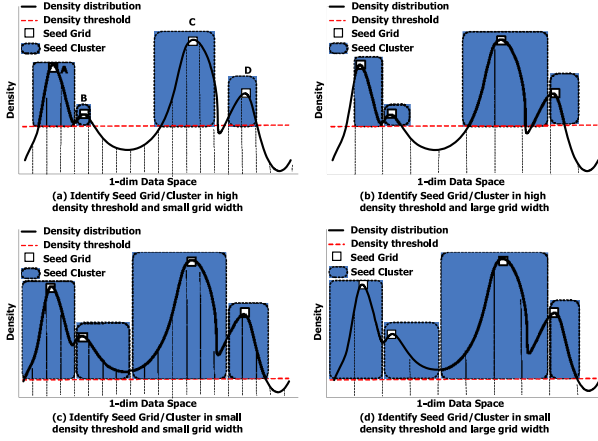 Density distribution
Density threshold
Seed Grid
Seed Cluster
A
B
C
D
Density
1-dim Data Space
(a) Identify Seed Grid/Cluster in high
density threshold and small grid width
Density distribution
Density threshold
Seed Grid
Seed Cluster
Density
1-dim Data Space
(b) Identify Seed Grid/Cluster in high
density threshold and large grid width
Density distribution
Density threshold
Seed Grid
Seed Cluster
Density
1-dim Data Space
(c) Identify Seed Grid/Cluster in small
density threshold and small grid width
Density distribution
Density threshold
Seed Grid
Seed Cluster
Density
1-dim Data Space
(d) Identify Seed Grid/Cluster in small
density threshold and large grid width